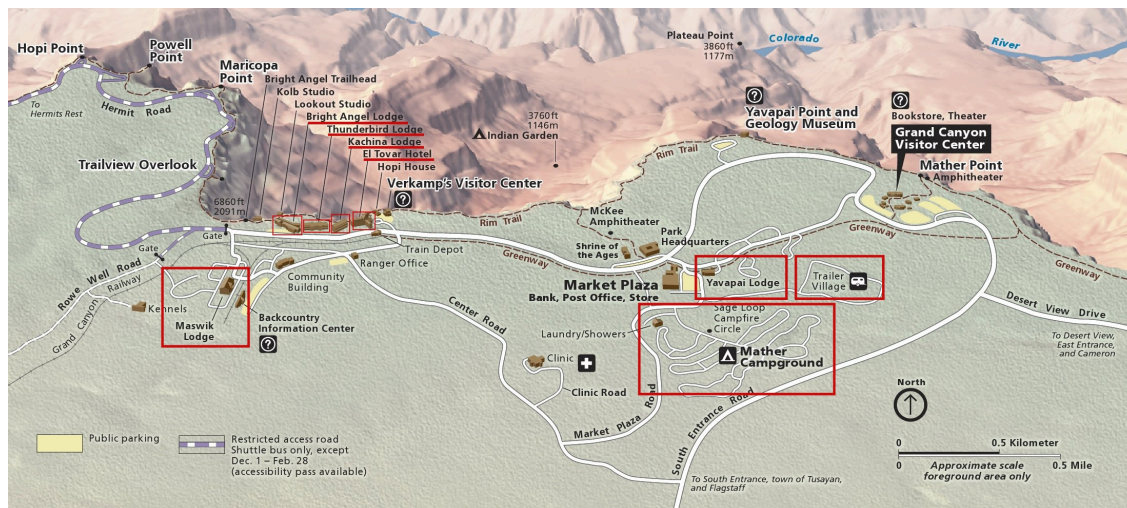 Hopi Point
Powell
Point
Maricopa
Point
Bright Angel Trailhead
Kolb Studio
Lookout Studio
Bright Angel Lodge
Thunderbird Lodge
Kachina Lodge
El Tovar Hotel
Hopi House
Verkamp's Visitor Center
?
To
Hermits Rest
Hermit Road
Trailview Overlook
6860ft
2091m
3760ft
1146m
Indian Garden
Plateau Point
3860ft
1177m
Colorado
River
?
Yavapai Point and
Geology Museum
?
Bookstore, Theater
Grand Canyon
Visitor Center
Mather Point
Amphitheater
Rim Trail
Rim Trail
McKee
Amphitheater
Shrine of
the Ages
Park
Headquarters
Greenway
Greenway
Greenway
Gate
Gate
Rowe Well Road
Grand Canyon Railway
Kennels
Maswik
Lodge
Community
Building
Backcountry
Information Center
?
Train Depot
Ranger Office
Market Plaza
Bank, Post Office, Store
Yavapai Lodge
Trailer
Village
Desert View Drive
To Desert View,
East Entrance,
and Cameron
Center Road
Laundry/Showers
Sage Loop
Campfire
Circle
Mather
Campground
Clinic
Clinic Road
Market Plaza Road
South Entrance Road
To South Entrance, town of Tusayan,
and Flagstaff
North
0 0.5 Kilometer
0 0.5 Mile
Approximate scale
foreground area only
Public parking
Restricted access road
Shuttle bus only, except
Dec. 1 – Feb. 28
(accessibility pass available)